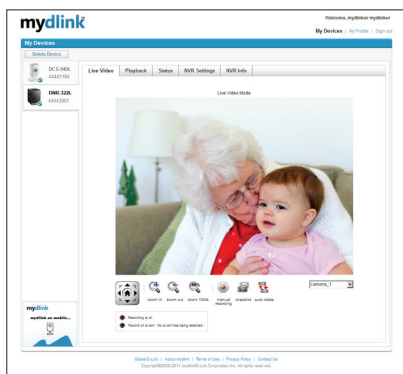 mydlink
Welcome, mydlinker mydlinker
My Devices | My Profile | Sign out
My Devices
Delete Device
DCS-940L
44441594
DNR-322L
44442001
Live Video
Playback
Status
NVR Settings
NVR Info
Live Video Mode
zoom in
zoom out
zoom 100%
manual recording
snapshot
auto rotate
camera_1
Recording is on
Record on event : No event has being detected
mydlink
mydlink on mobile...
Global D-Link | About mydlink | Terms of Use | Privacy Policy | Contact Us
Copyright©2009-2011 mydlink/D-Link Corporation Inc. All rights reserved.